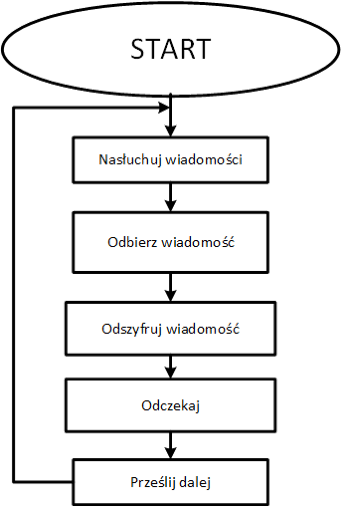 START
Nasłuchuj wiadomości
Odbierz wiadomość
Odszyfruj wiadomość
Odczekaj
Prześlij dalej